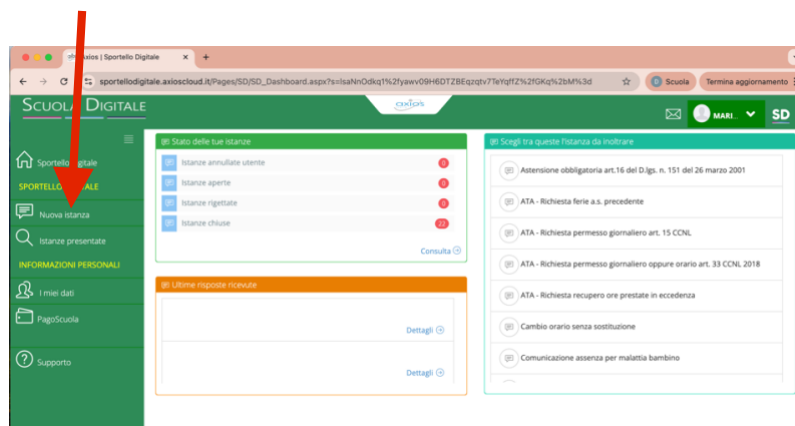 Axios | Sportello Digitale
sportellodigitale.axioscloud.it/Pages/SD/SD_Dashboard.aspx?s=IsaNnOdkq1%2fyawv09H6DTZBEqzqtv7TeYqffZ%2fGKq%2bM%3d
Scuola
Termina aggiornamento
SCUOLA DIGITALE
axios
MARI...
SD
Sportello Digitale
SPORTELLO DIGITALE
Nuova istanza
Istanze presentate
INFORMAZIONI PERSONALI
I miei dati
PagoScuola
Supporto
Stato delle tue istanze
Istanze annullate utente 0
Istanze aperte 0
Istanze rigettate 0
Istanze chiuse 22
Consulta
Ultime risposte ricevute
Dettagli
Dettagli
Scegli tra queste l'istanza da inoltrare
Astensione obbligatoria art.16 del D.lgs. n. 151 del 26 marzo 2001
ATA - Richiesta ferie a.s. precedente
ATA - Richiesta permesso giornaliero art. 15 CCNL
ATA - Richiesta permesso giornaliero oppure orario art. 33 CCNL 2018
ATA - Richiesta recupero ore prestate in eccedenza
Cambio orario senza sostituzione
Comunicazione assenza per malattia bambino